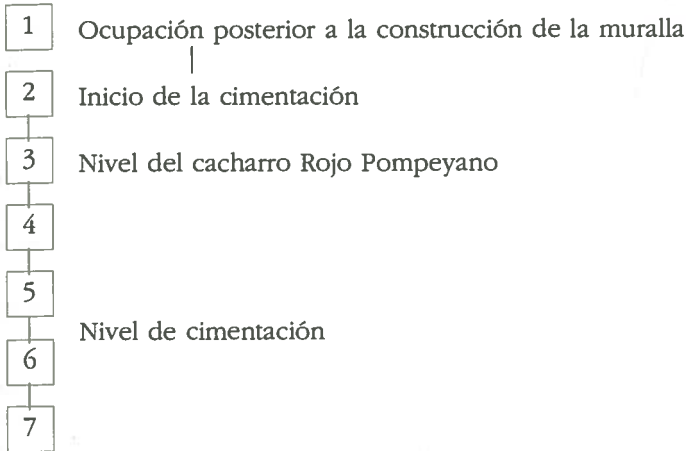 1 Ocupación posterior a la construcción de la muralla
2 Inicio de la cimentación
3 Nivel del cacharro Rojo Pompeyano
4
5
Nivel de cimentación
6
7